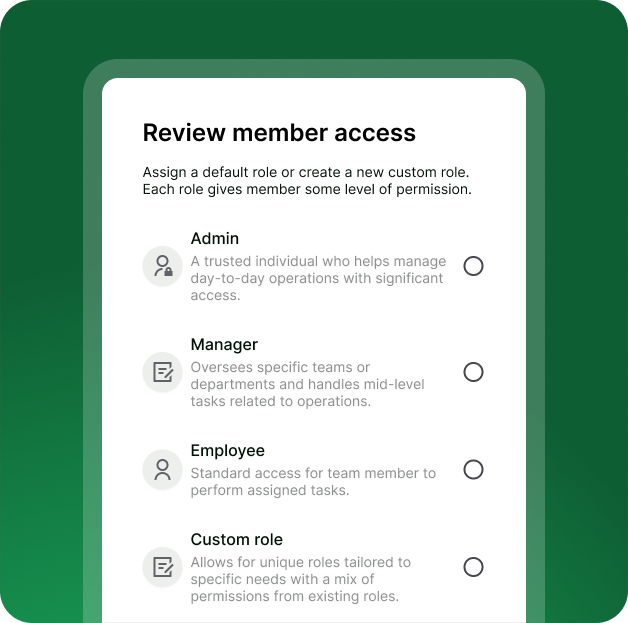 Review member access
Assign a default role or create a new custom role.
Each role gives member some level of permission.
Admin
A trusted individual who helps manage
day-to-day operations with significant
access.
Manager
Oversees specific teams or
departments and handles mid-level
tasks related to operations.
Employee
Standard access for team member to
perform assigned tasks.
Custom role
Allows for unique roles tailored to
specific needs with a mix of
permissions from existing roles.